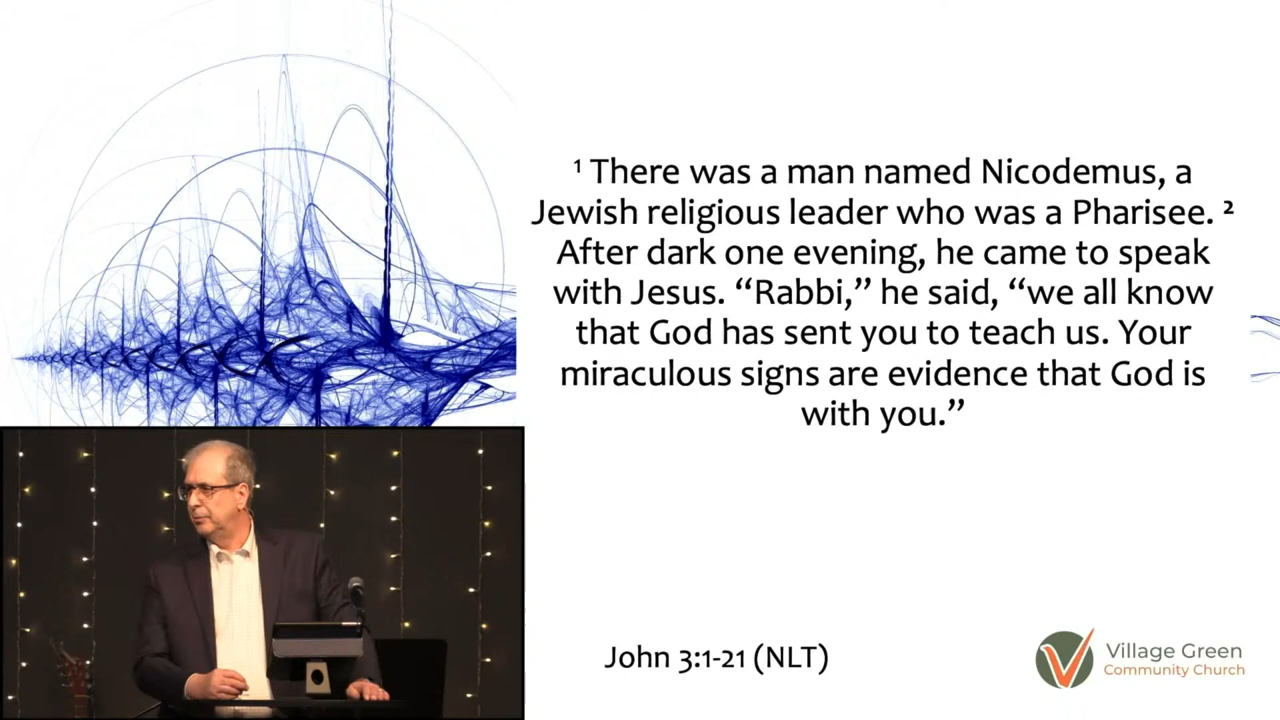 ¹ There was a man named Nicodemus, a
Jewish religious leader who was a Pharisee. ²
After dark one evening, he came to speak
with Jesus. “Rabbi,” he said, “we all know
that God has sent you to teach us. Your
miraculous signs are evidence that God is
with you.”
John 3:1-21 (NLT)
Village Green
Community Church